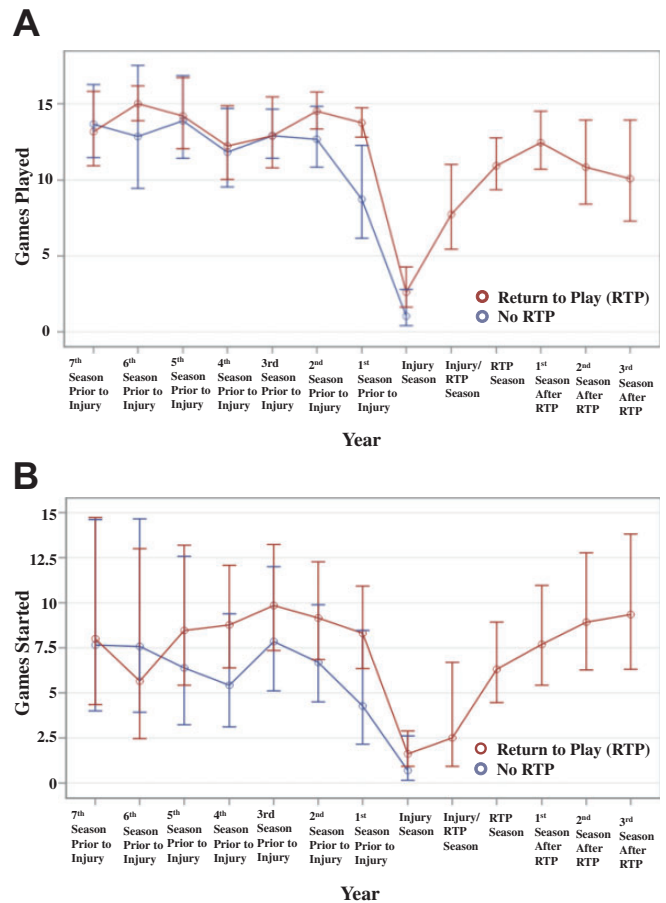 A
Games Played
15
10
5
0
Return to Play (RTP)
No RTP
7th Season Prior to Injury
6th Season Prior to Injury
5th Season Prior to Injury
4th Season Prior to Injury
3rd Season Prior to Injury
2nd Season Prior to Injury
1st Season Prior to Injury
Injury Season
Injury/ RTP Season
RTP Season
1st Season After RTP
2nd Season After RTP
3rd Season After RTP
Year
B
Games Started
15
12.5
10
7.5
5
2.5
0
Return to Play (RTP)
No RTP
7th Season Prior to Injury
6th Season Prior to Injury
5th Season Prior to Injury
4th Season Prior to Injury
3rd Season Prior to Injury
2nd Season Prior to Injury
1st Season Prior to Injury
Injury Season
Injury/ RTP Season
RTP Season
1st Season After RTP
2nd Season After RTP
3rd Season After RTP
Year